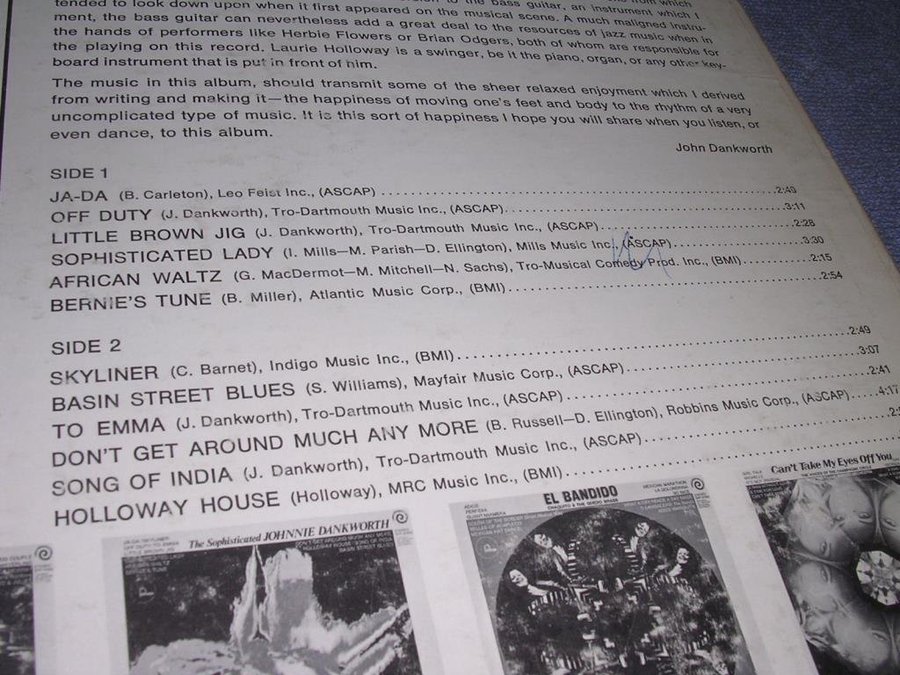 tended to look down upon when it first appeared on the musical scene. A much maligned instru-
ment, the bass guitar can nevertheless add a great deal to the resources of jazz music when in
the hands of performers like Herbie Flowers or Brian Odgers, both of whom are responsible for
the playing on this record. Laurie Holloway is a swinger, be it the piano, organ, or any other key-
board instrument that is put in front of him.
The music in this album, should transmit some of the sheer relaxed enjoyment which I derived
from writing and making it—the happiness of moving one's feet and body to the rhythm of a very
uncomplicated type of music. It is this sort of happiness I hope you will share when you listen, or
even dance, to this album.
John Dankworth
SIDE 1
JA-DA (B. Carleton), Leo Feist Inc., (ASCAP) 2:40
OFF DUTY (J. Dankworth), Tro-Dartmouth Music Inc., (ASCAP) 3:11
LITTLE BROWN JIG (J. Dankworth), Tro-Dartmouth Music Inc., (ASCAP) 2:28
SOPHISTICATED LADY (I. Mills—M. Parish—D. Ellington), Mills Music Inc., (ASCAP) 3:30
AFRICAN WALTZ (G. MacDermot—M. Mitchell—N. Sachs), Tro-Musical Comedy Prod. Inc., (BMI) 2:15
BERNIE'S TUNE (B. Miller), Atlantic Music Corp., (BMI) 2:54
SIDE 2
SKYLINER (C. Barnet), Indigo Music Inc., (BMI) 2:49
BASIN STREET BLUES (S. Williams), Mayfair Music Corp., (ASCAP) 3:07
TO EMMA (J. Dankworth), Tro-Dartmouth Music Inc., (ASCAP) 2:41
DON'T GET AROUND MUCH ANY MORE (B. Russell—D. Ellington), Robbins Music Corp., (ASCAP) 4:17
SONG OF INDIA (J. Dankworth), Tro-Dartmouth Music Inc., (ASCAP)
HOLLOWAY HOUSE (Holloway), MRC Music Inc., (BMI)
The Sophisticated JOHNNIE DANKWORTH
EL BANDIDO
CHAQUITO & THE QUEDO BRASS
Can't Take My Eyes Off You